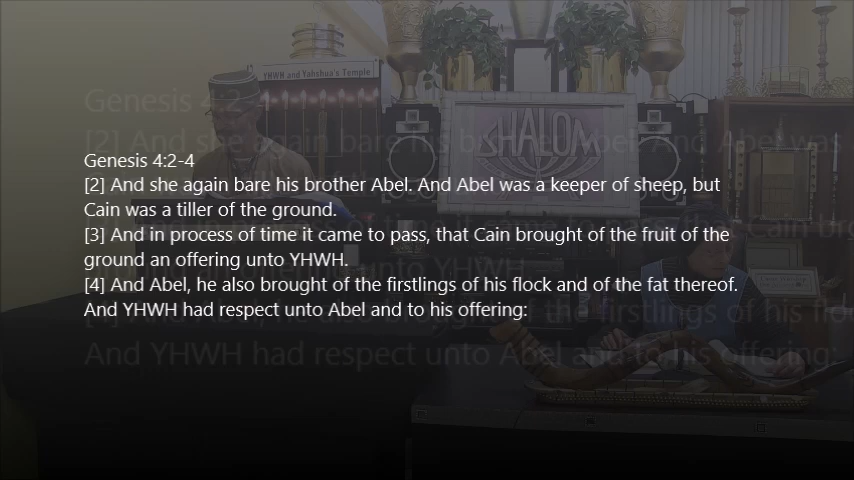 YHWH and Yahshua's Temple
SHALOM
Genesis 4:2-4
[2] And she again bare his brother Abel. And Abel was a keeper of sheep, but
Cain was a tiller of the ground.
[3] And in process of time it came to pass, that Cain brought of the fruit of the
ground an offering unto YHWH.
[4] And Abel, he also brought of the firstlings of his flock and of the fat thereof.
And YHWH had respect unto Abel and to his offering: